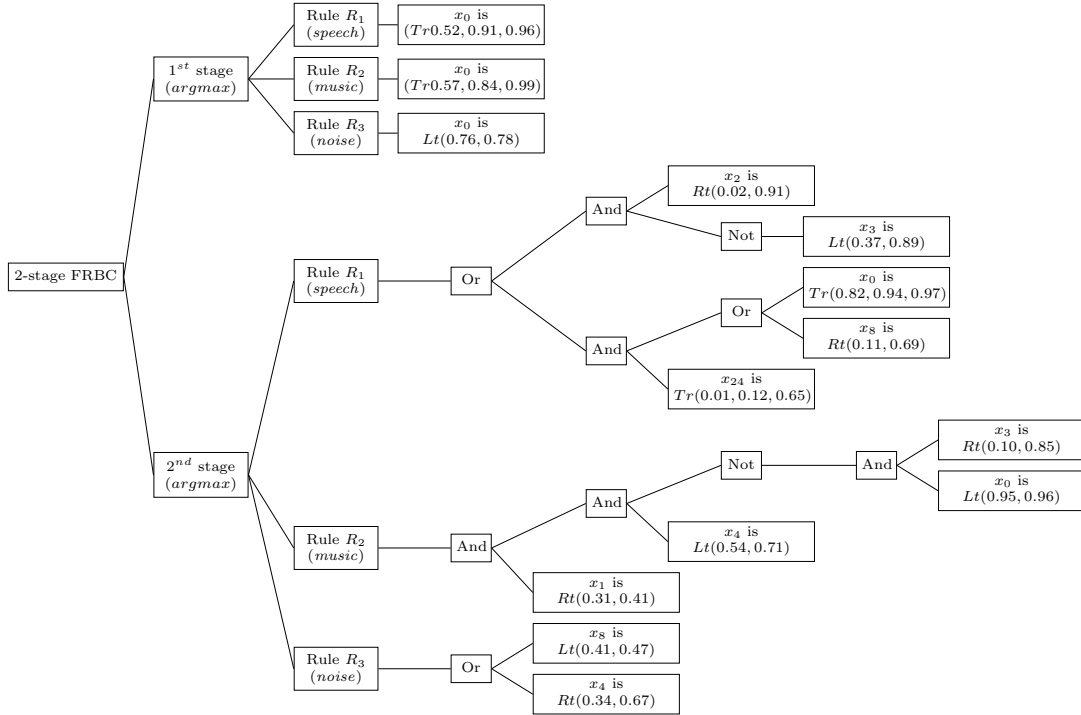 2-stage FRBC
1st stage
(argmax)
Rule R1
(speech)
x0 is
(Tr0.52, 0.91, 0.96)
Rule R2
(music)
x0 is
(Tr0.57, 0.84, 0.99)
Rule R3
(noise)
x0 is
Lt(0.76, 0.78)
2nd stage
(argmax)
Rule R1
(speech)
Or
And
x2 is
Rt(0.02, 0.91)
Not
x3 is
Lt(0.37, 0.89)
And
Or
x0 is
Tr(0.82, 0.94, 0.97)
x8 is
Rt(0.11, 0.69)
x24 is
Tr(0.01, 0.12, 0.65)
Rule R2
(music)
And
And
Not
And
x3 is
Rt(0.10, 0.85)
x0 is
Lt(0.95, 0.96)
x4 is
Lt(0.54, 0.71)
x1 is
Rt(0.31, 0.41)
Rule R3
(noise)
Or
x8 is
Lt(0.41, 0.47)
x4 is
Rt(0.34, 0.67)